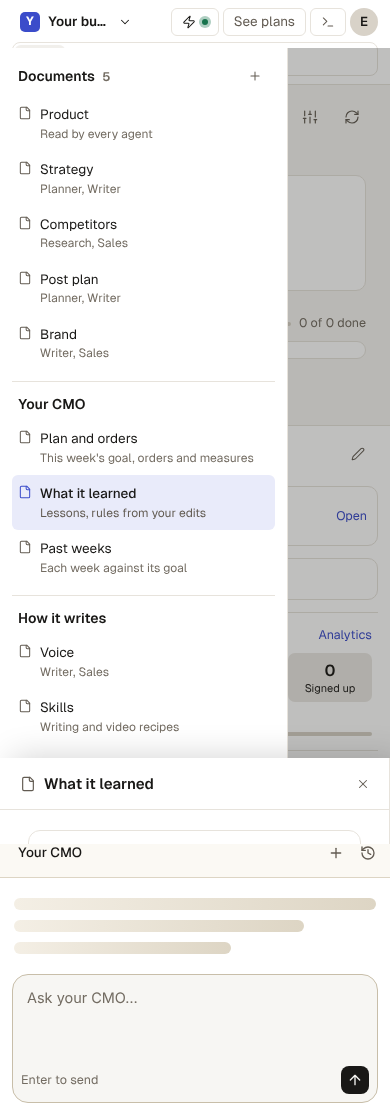 Y
Your bu...
See plans
E
Documents 5
Product
Read by every agent
Strategy
Planner, Writer
Competitors
Research, Sales
Post plan
Planner, Writer
0 of 0 done
Brand
Writer, Sales
Your CMO
Plan and orders
This week's goal, orders and measures
What it learned
Lessons, rules from your edits
Open
Past weeks
Each week against its goal
How it writes
Analytics
Voice
Writer, Sales
0
Signed up
Skills
Writing and video recipes
What it learned
Your CMO
Ask your CMO...
Enter to send